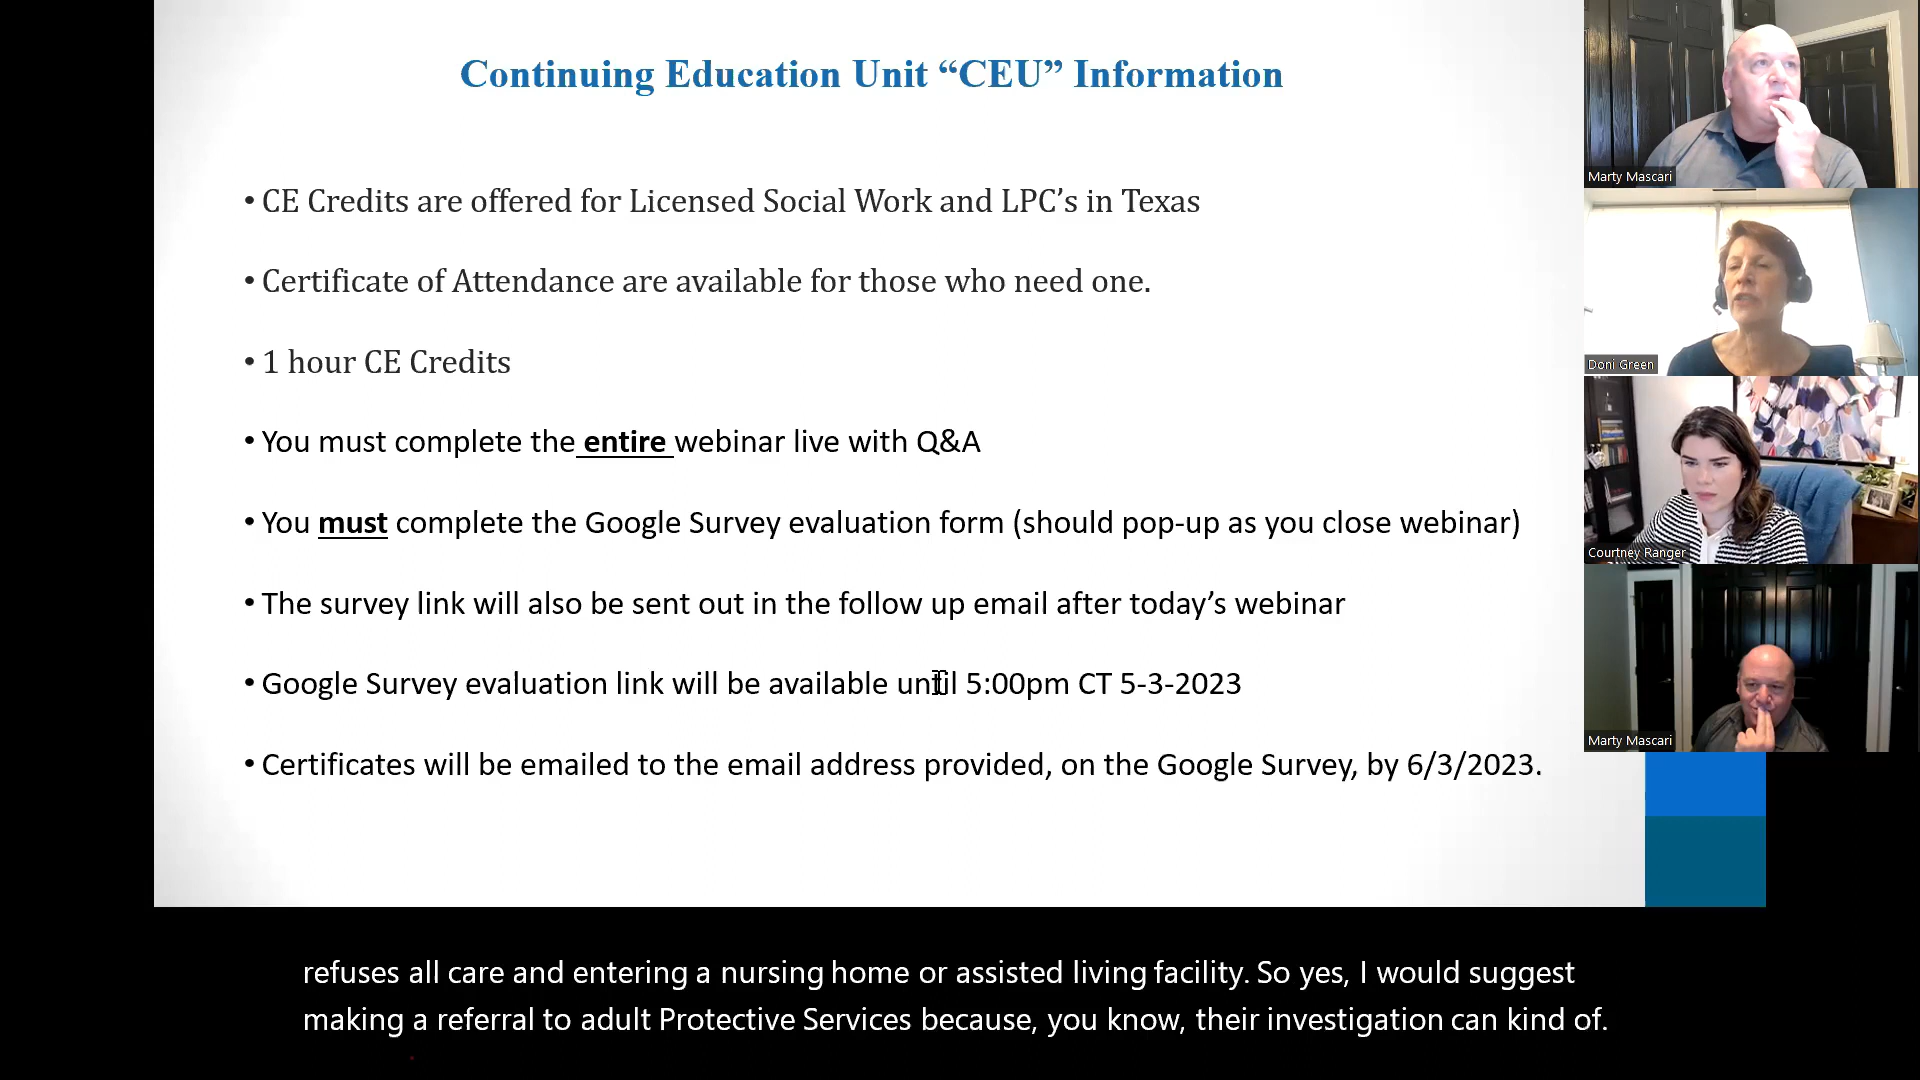 Continuing Education Unit “CEU” Information
• CE Credits are offered for Licensed Social Work and LPC’s in Texas
• Certificate of Attendance are available for those who need one.
• 1 hour CE Credits
• You must complete the entire webinar live with Q&A
• You must complete the Google Survey evaluation form (should pop-up as you close webinar)
• The survey link will also be sent out in the follow up email after today’s webinar
• Google Survey evaluation link will be available until 5:00pm CT 5-3-2023
• Certificates will be emailed to the email address provided, on the Google Survey, by 6/3/2023.
Marty Mascari
Doni Green
Courtney Ranger
Marty Mascari
refuses all care and entering a nursing home or assisted living facility. So yes, I would suggest
making a referral to adult Protective Services because, you know, their investigation can kind of.